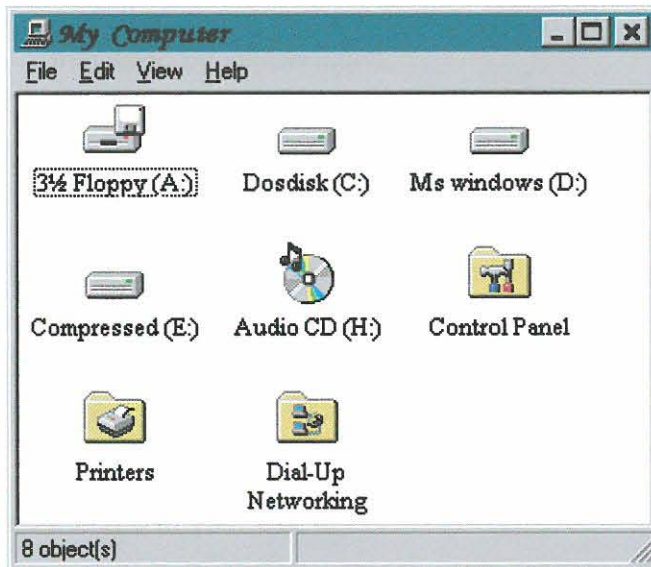 My Computer
File Edit View Help
3½ Floppy (A:) Dosdisk (C:) Ms windows (D:)
Compressed (E:) Audio CD (H:) Control Panel
Printers Dial-Up
Networking
8 object(s)